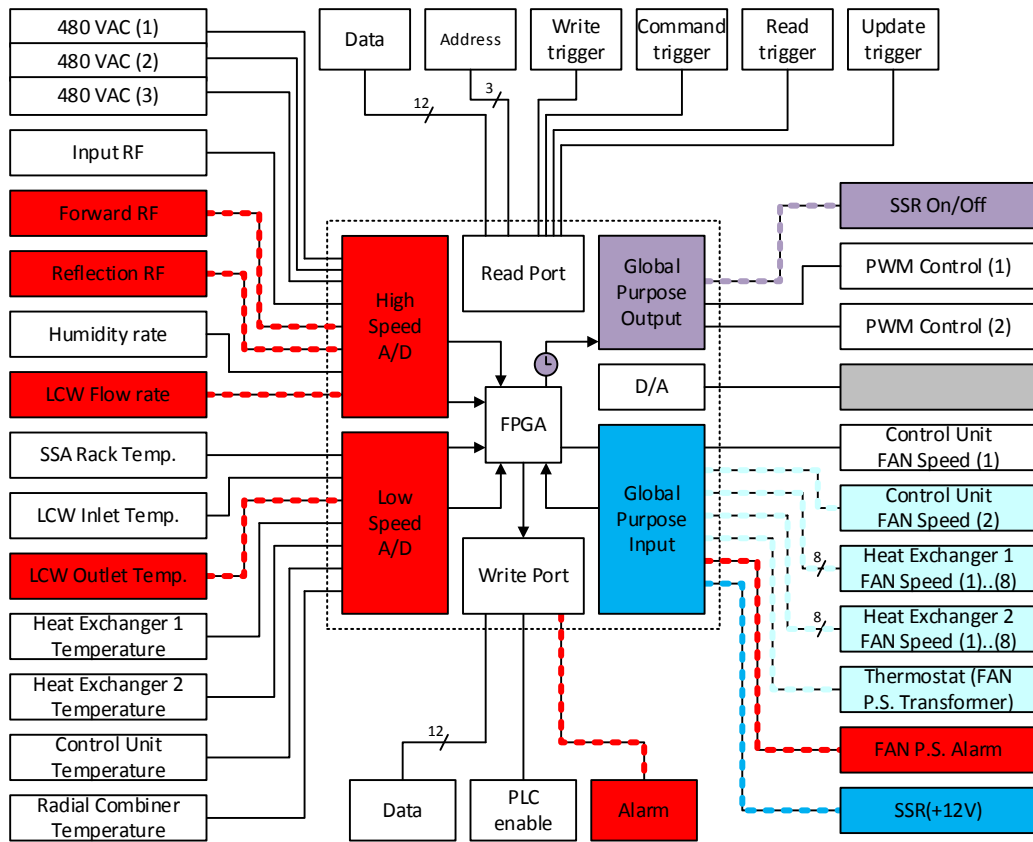 480 VAC (1)
480 VAC (2)
480 VAC (3)
Input RF
Forward RF
Reflection RF
Humidity rate
LCW Flow rate
SSA Rack Temp.
LCW Inlet Temp.
LCW Outlet Temp.
Heat Exchanger 1
Temperature
Heat Exchanger 2
Temperature
Control Unit
Temperature
Radial Combiner
Temperature
Data
Address
Write
trigger
Command
trigger
Read
trigger
Update
trigger
12
3
High
Speed
A/D
Low
Speed
A/D
Read Port
FPGA
Write Port
Global
Purpose
Output
D/A
Global
Purpose
Input
12
Data
PLC
enable
Alarm
SSR On/Off
PWM Control (1)
PWM Control (2)
Control Unit
FAN Speed (1)
Control Unit
FAN Speed (2)
8
Heat Exchanger 1
FAN Speed (1)..(8)
8
Heat Exchanger 2
FAN Speed (1)..(8)
Thermostat (FAN
P.S. Transformer)
FAN P.S. Alarm
SSR(+12V)